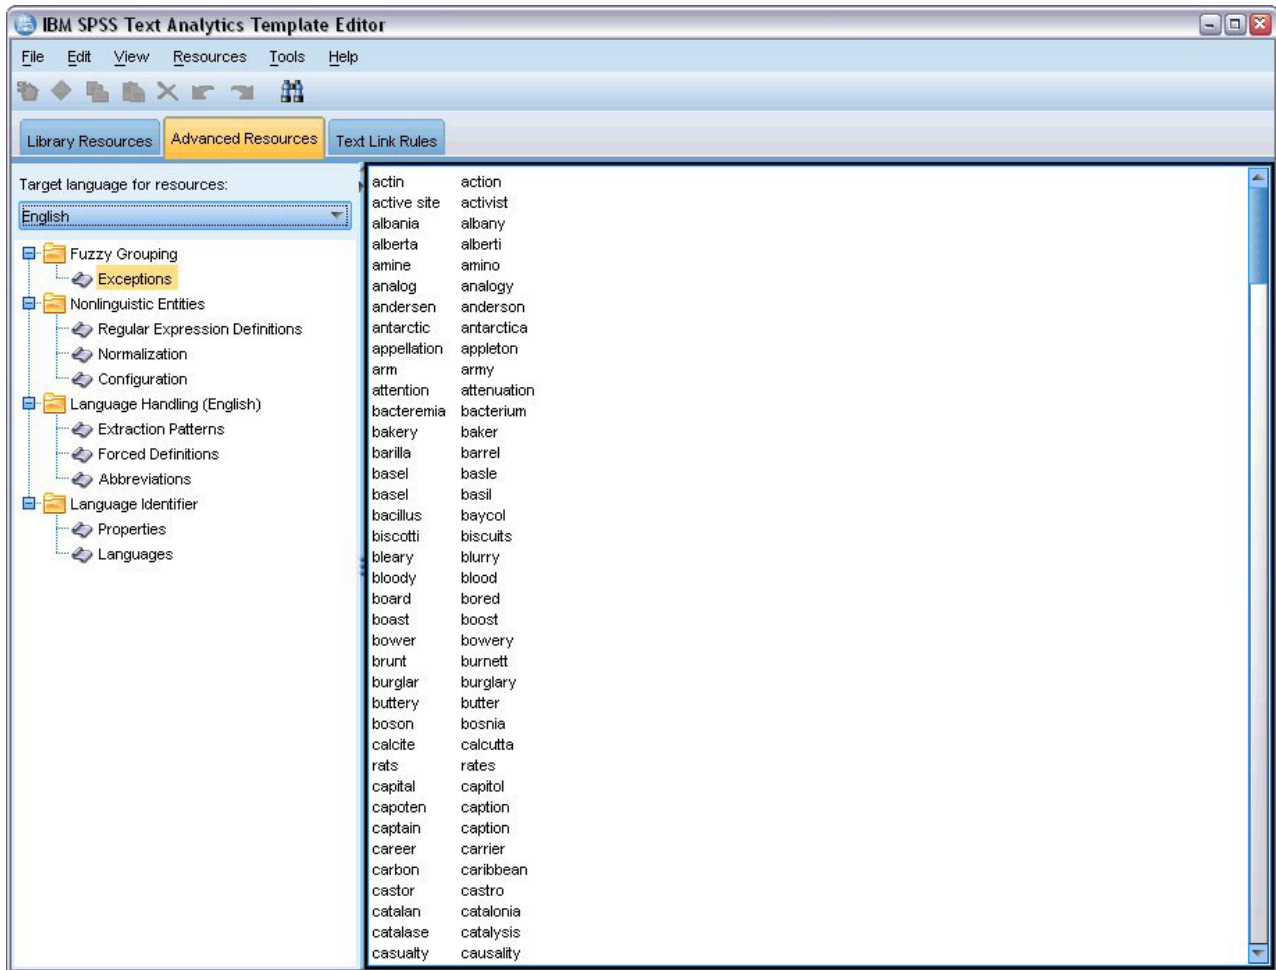 IBM SPSS Text Analytics Template Editor
File Edit View Resources Tools Help
Library Resources Advanced Resources Text Link Rules
Target language for resources:
English
Fuzzy Grouping
Exceptions
Nonlinguistic Entities
Regular Expression Definitions
Normalization
Configuration
Language Handling (English)
Extraction Patterns
Forced Definitions
Abbreviations
Language Identifier
Properties
Languages
actin action
active site activist
albania albany
alberta alberti
amine amino
analog analogy
andersen anderson
antarctic antarctica
appellation appleton
arm army
attention attenuation
bacteremia bacterium
bakery baker
barilla barrel
basel basle
basel basil
bacillus baycol
biscotti biscuits
bleary blurry
bloody blood
board bored
boast boost
bower bowery
brunt burnett
burglar burglary
buttery butter
boson bosnia
calcite calcutta
rats rates
capital capitol
capoten caption
captain caption
career carrier
carbon caribbean
castor castro
catalan catalonia
catalase catalysis
casualty causality